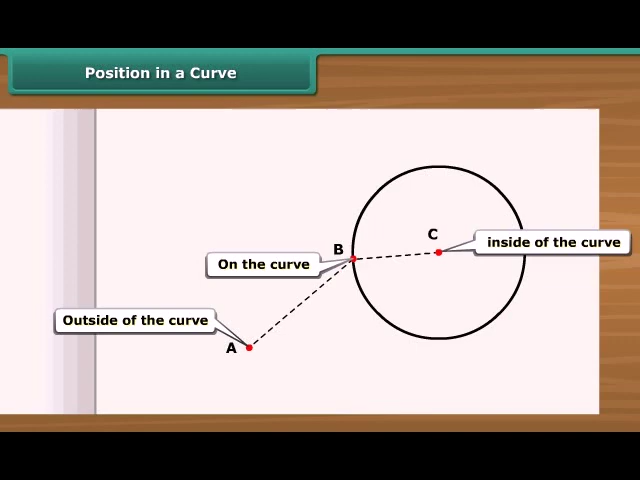 Position in a Curve
C
inside of the curve
B
On the curve
Outside of the curve
A